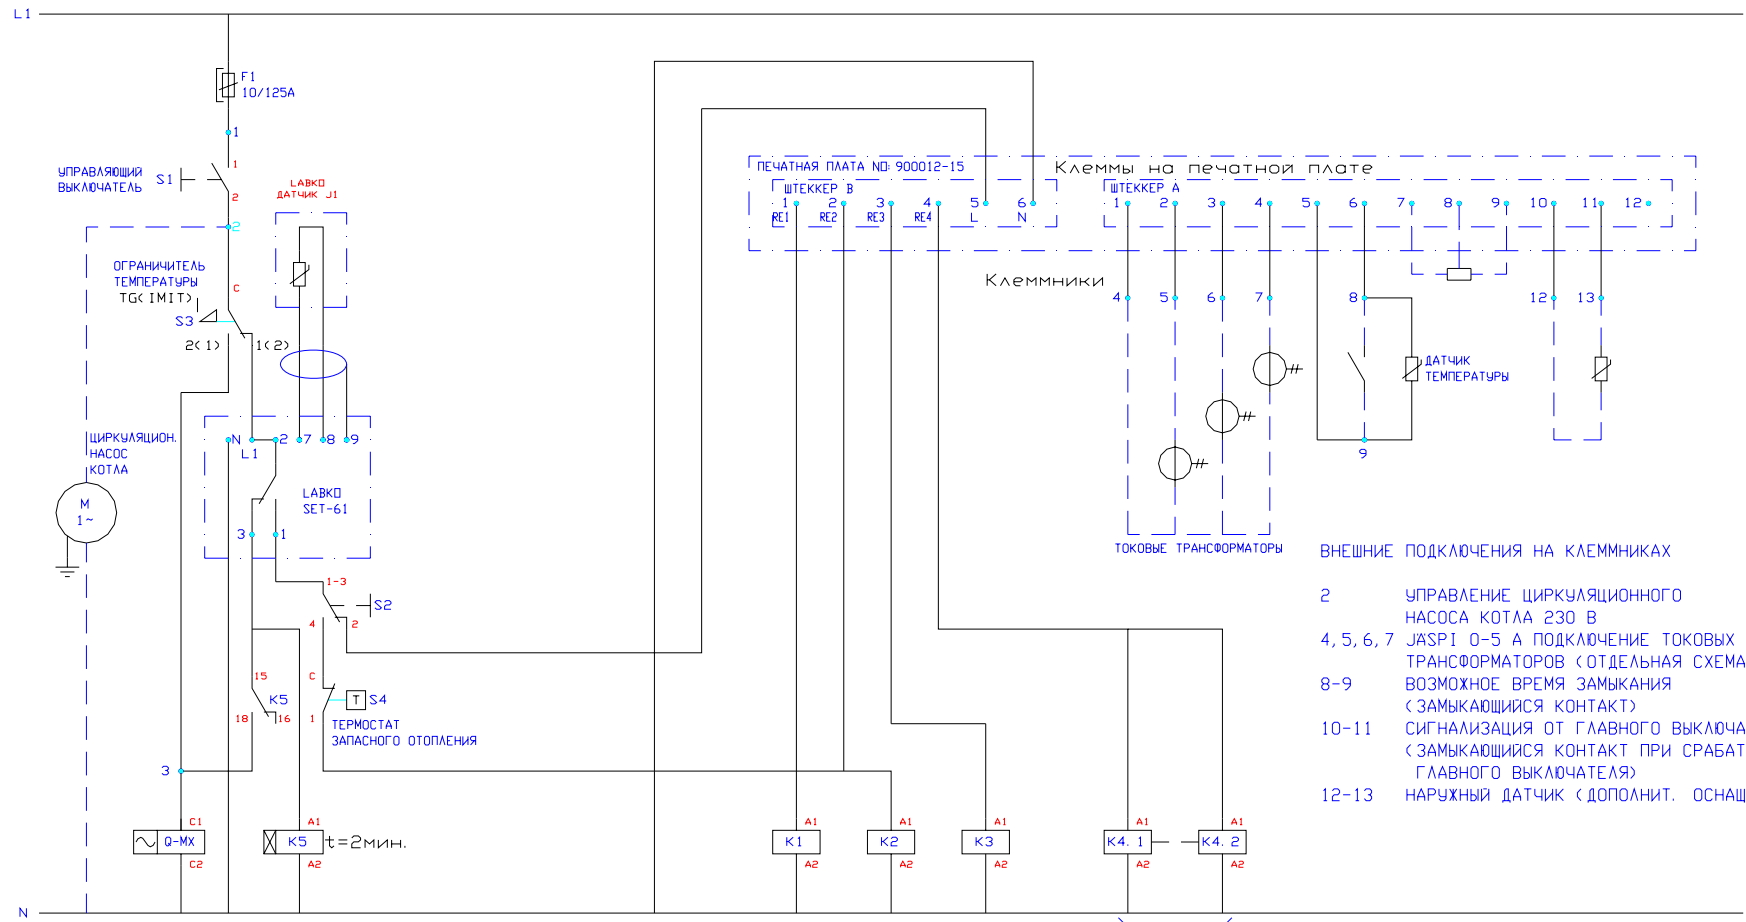 L1
F1
10/125A
1
1
УПРАВЛЯЮЩИЙ
ВЫКЛЮЧАТЕЛЬ
S1
2
2
LABKO
ДАТЧИК J1
ОГРАНИЧИТЕЛЬ
ТЕМПЕРАТУРЫ
TG(IMIT)
C
S3
2(1)
1(2)
ЦИРКУЛЯЦИОН.
НАСОС
КОТЛА
M
1~
N
L1
2
7
8
9
LABKO
SET-61
3
1
1-3
S2
4
2
15
K5
18
16
C
T
S4
1
ТЕРМОСТАТ
ЗАПАСНОГО ОТОПЛЕНИЯ
3
C1
Q-MX
C2
A1
K5
t=2мин.
A2
ПЕЧАТНАЯ ПЛАТА NO: 900012-15
Клеммы на печатной плате
ШТЕККЕР B
1 2 3 4 5 6
RE1 RE2 RE3 RE4 L N
ШТЕККЕР A
1 2 3 4 5 6 7 8 9 10 11 12
Клеммники
4 5 6 7 8 12 13
ДАТЧИК
ТЕМПЕРАТУРЫ
9
ТОКОВЫЕ ТРАНСФОРМАТОРЫ
ВНЕШНИЕ ПОДКЛЮЧЕНИЯ НА КЛЕММНИКАХ
2 УПРАВЛЕНИЕ ЦИРКУЛЯЦИОННОГО
НАСОСА КОТЛА 230 В
4,5,6,7 JÄSPI 0-5 А ПОДКЛЮЧЕНИЕ ТОКОВЫХ
ТРАНСФОРМАТОРОВ (ОТДЕЛЬНАЯ СХЕМА
8-9 ВОЗМОЖНОЕ ВРЕМЯ ЗАМЫКАНИЯ
(ЗАМЫКАЮЩИЙСЯ КОНТАКТ)
10-11 СИГНАЛИЗАЦИЯ ОТ ГЛАВНОГО ВЫКЛЮЧА
(ЗАМЫКАЮЩИЙСЯ КОНТАКТ ПРИ СРАБАТ
ГЛАВНОГО ВЫКЛЮЧАТЕЛЯ)
12-13 НАРУЖНЫЙ ДАТЧИК (ДОПОЛНИТ. ОСНАЩ
A1 A1 A1 A1 A1
K1 K2 K3 K4.1 K4.2
A2 A2 A2 A2 A2
N